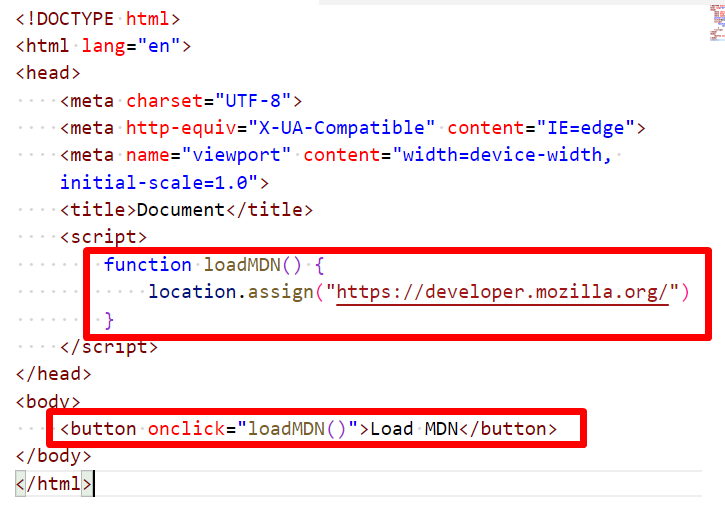 <!DOCTYPE html>
<html lang="en">
<head>
    <meta charset="UTF-8">
    <meta http-equiv="X-UA-Compatible" content="IE=edge">
    <meta name="viewport" content="width=device-width,
    initial-scale=1.0">
    <title>Document</title>
    <script>
        function loadMDN() {
            location.assign("https://developer.mozilla.org/")
        }
    </script>
</head>
<body>
    <button onclick="loadMDN()">Load MDN</button>
</body>
</html>